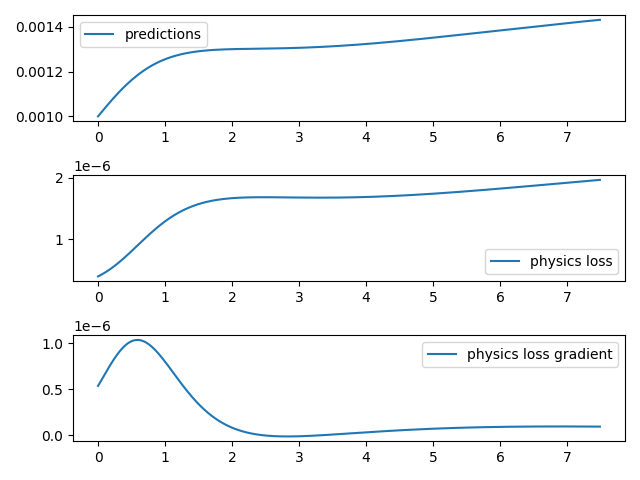 0.0014
0.0012
0.0010
predictions
0 1 2 3 4 5 6 7
1e−6
2
1
physics loss
0 1 2 3 4 5 6 7
1e−6
1.0
0.5
0.0
physics loss gradient
0 1 2 3 4 5 6 7